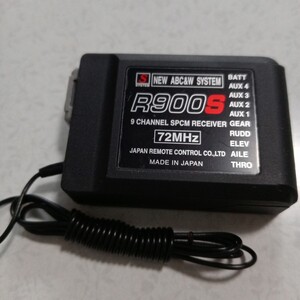 S
SYSTEM
NEW ABC&W SYSTEM
R900S
9 CHANNEL SPCM RECEIVER
72MHz
JAPAN REMOTE CONTROL CO.,LTD
MADE IN JAPAN
BATT
AUX 4
AUX 3
AUX 2
AUX 1
GEAR
RUDD
ELEV
AILE
THRO